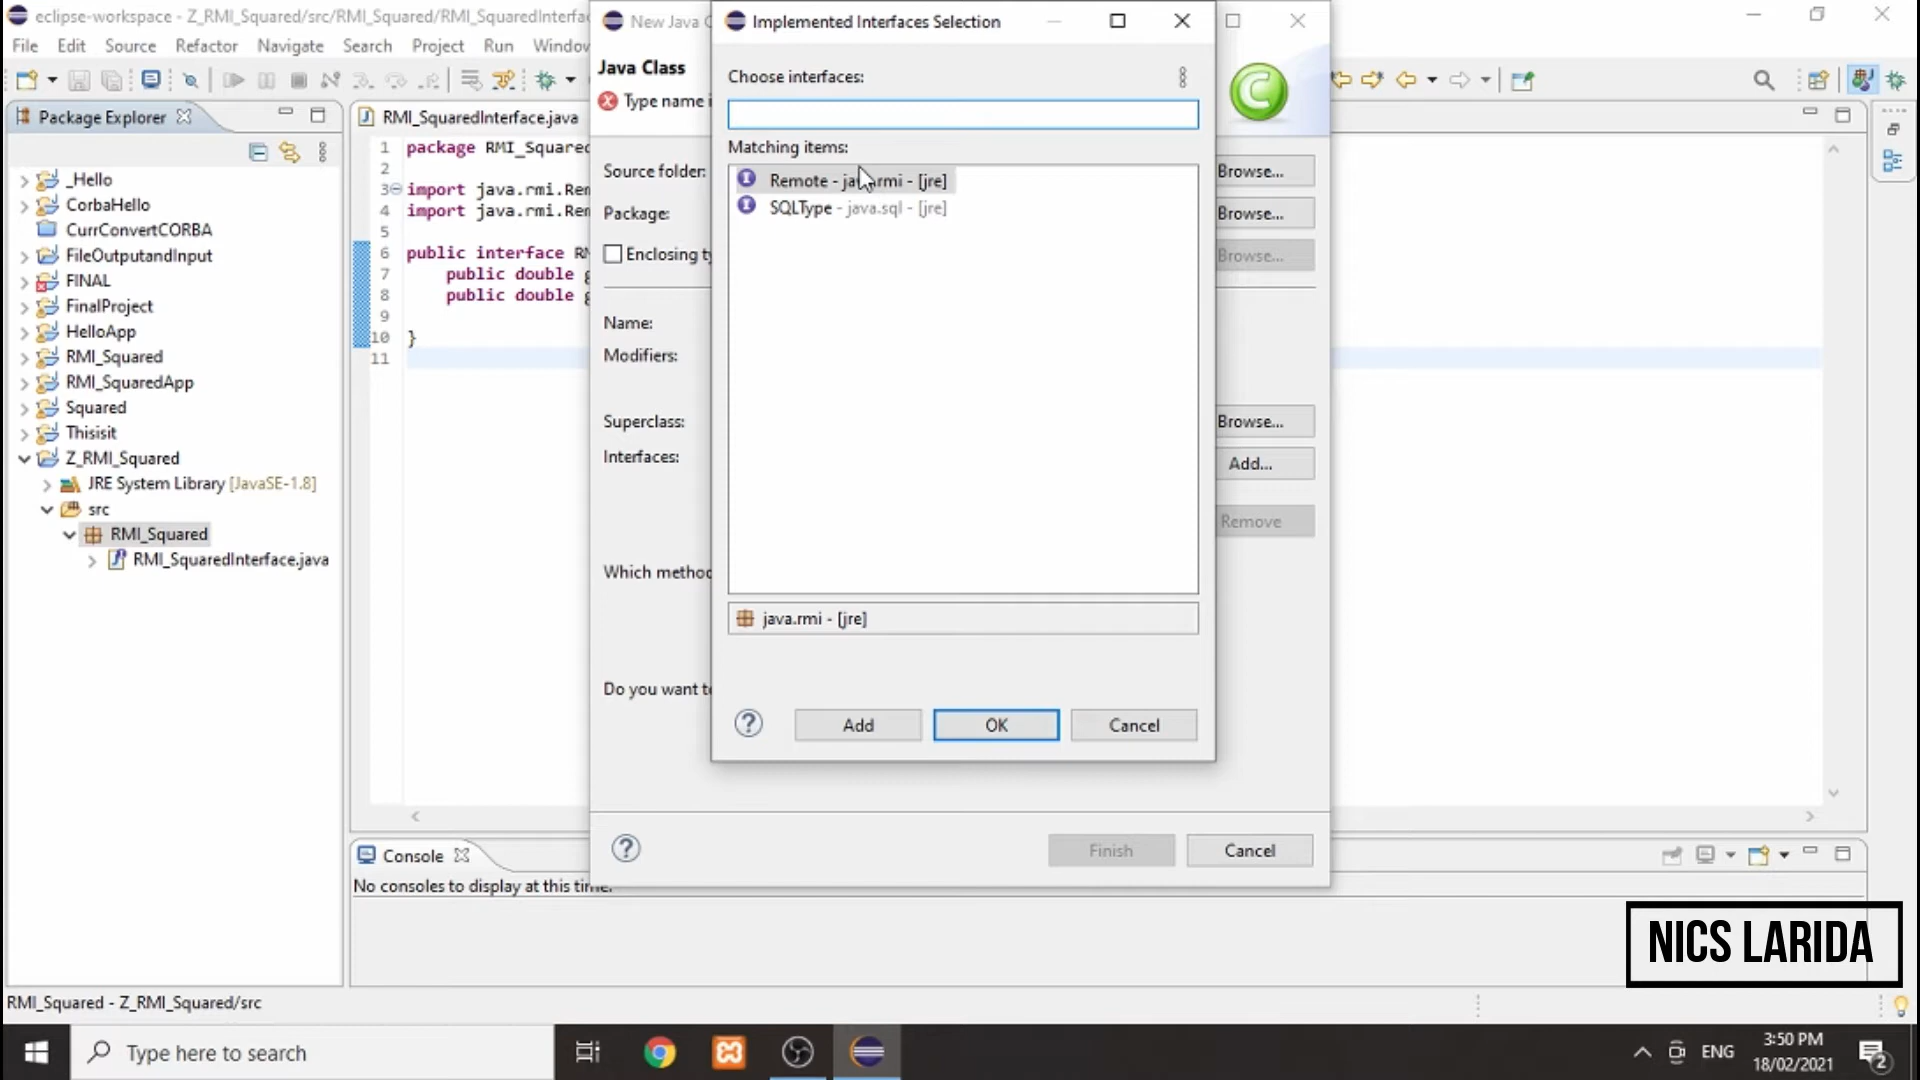 eclipse-workspace - Z_RMI_Squared/src/RMI_Squared/RMI_SquaredInterfa
File Edit Source Refactor Navigate Search Project Run Window
Package Explorer
_Hello
CorbaHello
CurrConvertCORBA
FileOutputandInput
FINAL
FinalProject
HelloApp
RMI_Squared
RMI_SquaredApp
Squared
Thisisit
Z_RMI_Squared
JRE System Library [JavaSE-1.8]
src
RMI_Squared
RMI_SquaredInterface.java
RMI_SquaredInterface.java
1 package RMI_Squared
2
3 import java.rmi.Rem
4 import java.rmi.Rem
5
6 public interface RM
7 public double g
8 public double g
9
10 }
11
New Java C
Java Class
Type name i
Source folder:
Browse...
Package:
Browse...
Enclosing ty
Browse...
Name:
Modifiers:
Superclass:
Browse...
Interfaces:
Add...
Remove
Which method
Do you want to
Finish
Cancel
Implemented Interfaces Selection
Choose interfaces:
Matching items:
Remote - java.rmi - [jre]
SQLType - java.sql - [jre]
java.rmi - [jre]
Add
OK
Cancel
Console
No consoles to display at this time.
NICS LARIDA
RMI_Squared - Z_RMI_Squared/src
Type here to search
ENG
3:50 PM
18/02/2021
2